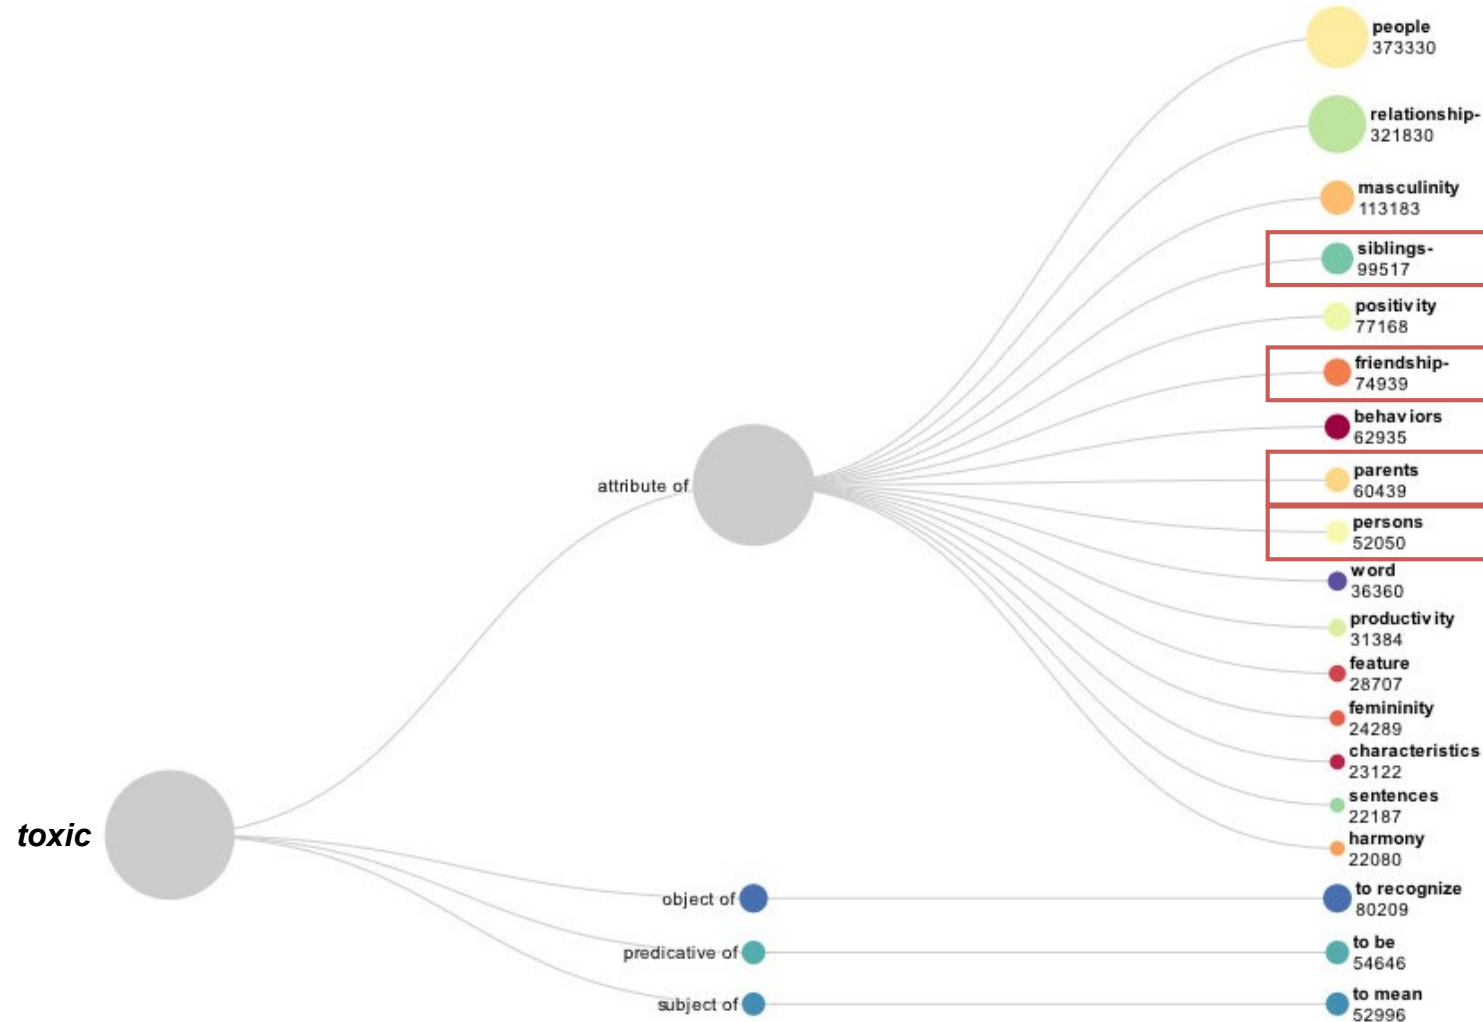 people
373330
relationship-
321830
masculinity
113183
siblings-
99517
positivity
77168
friendship-
74939
behaviors
62935
attribute of
parents
60439
persons
52050
word
36360
productivity
31384
feature
28707
femininity
24289
characteristics
23122
sentences
22187
toxic
harmony
22080
object of
to recognize
80209
predicative of
to be
54646
subject of
to mean
52996